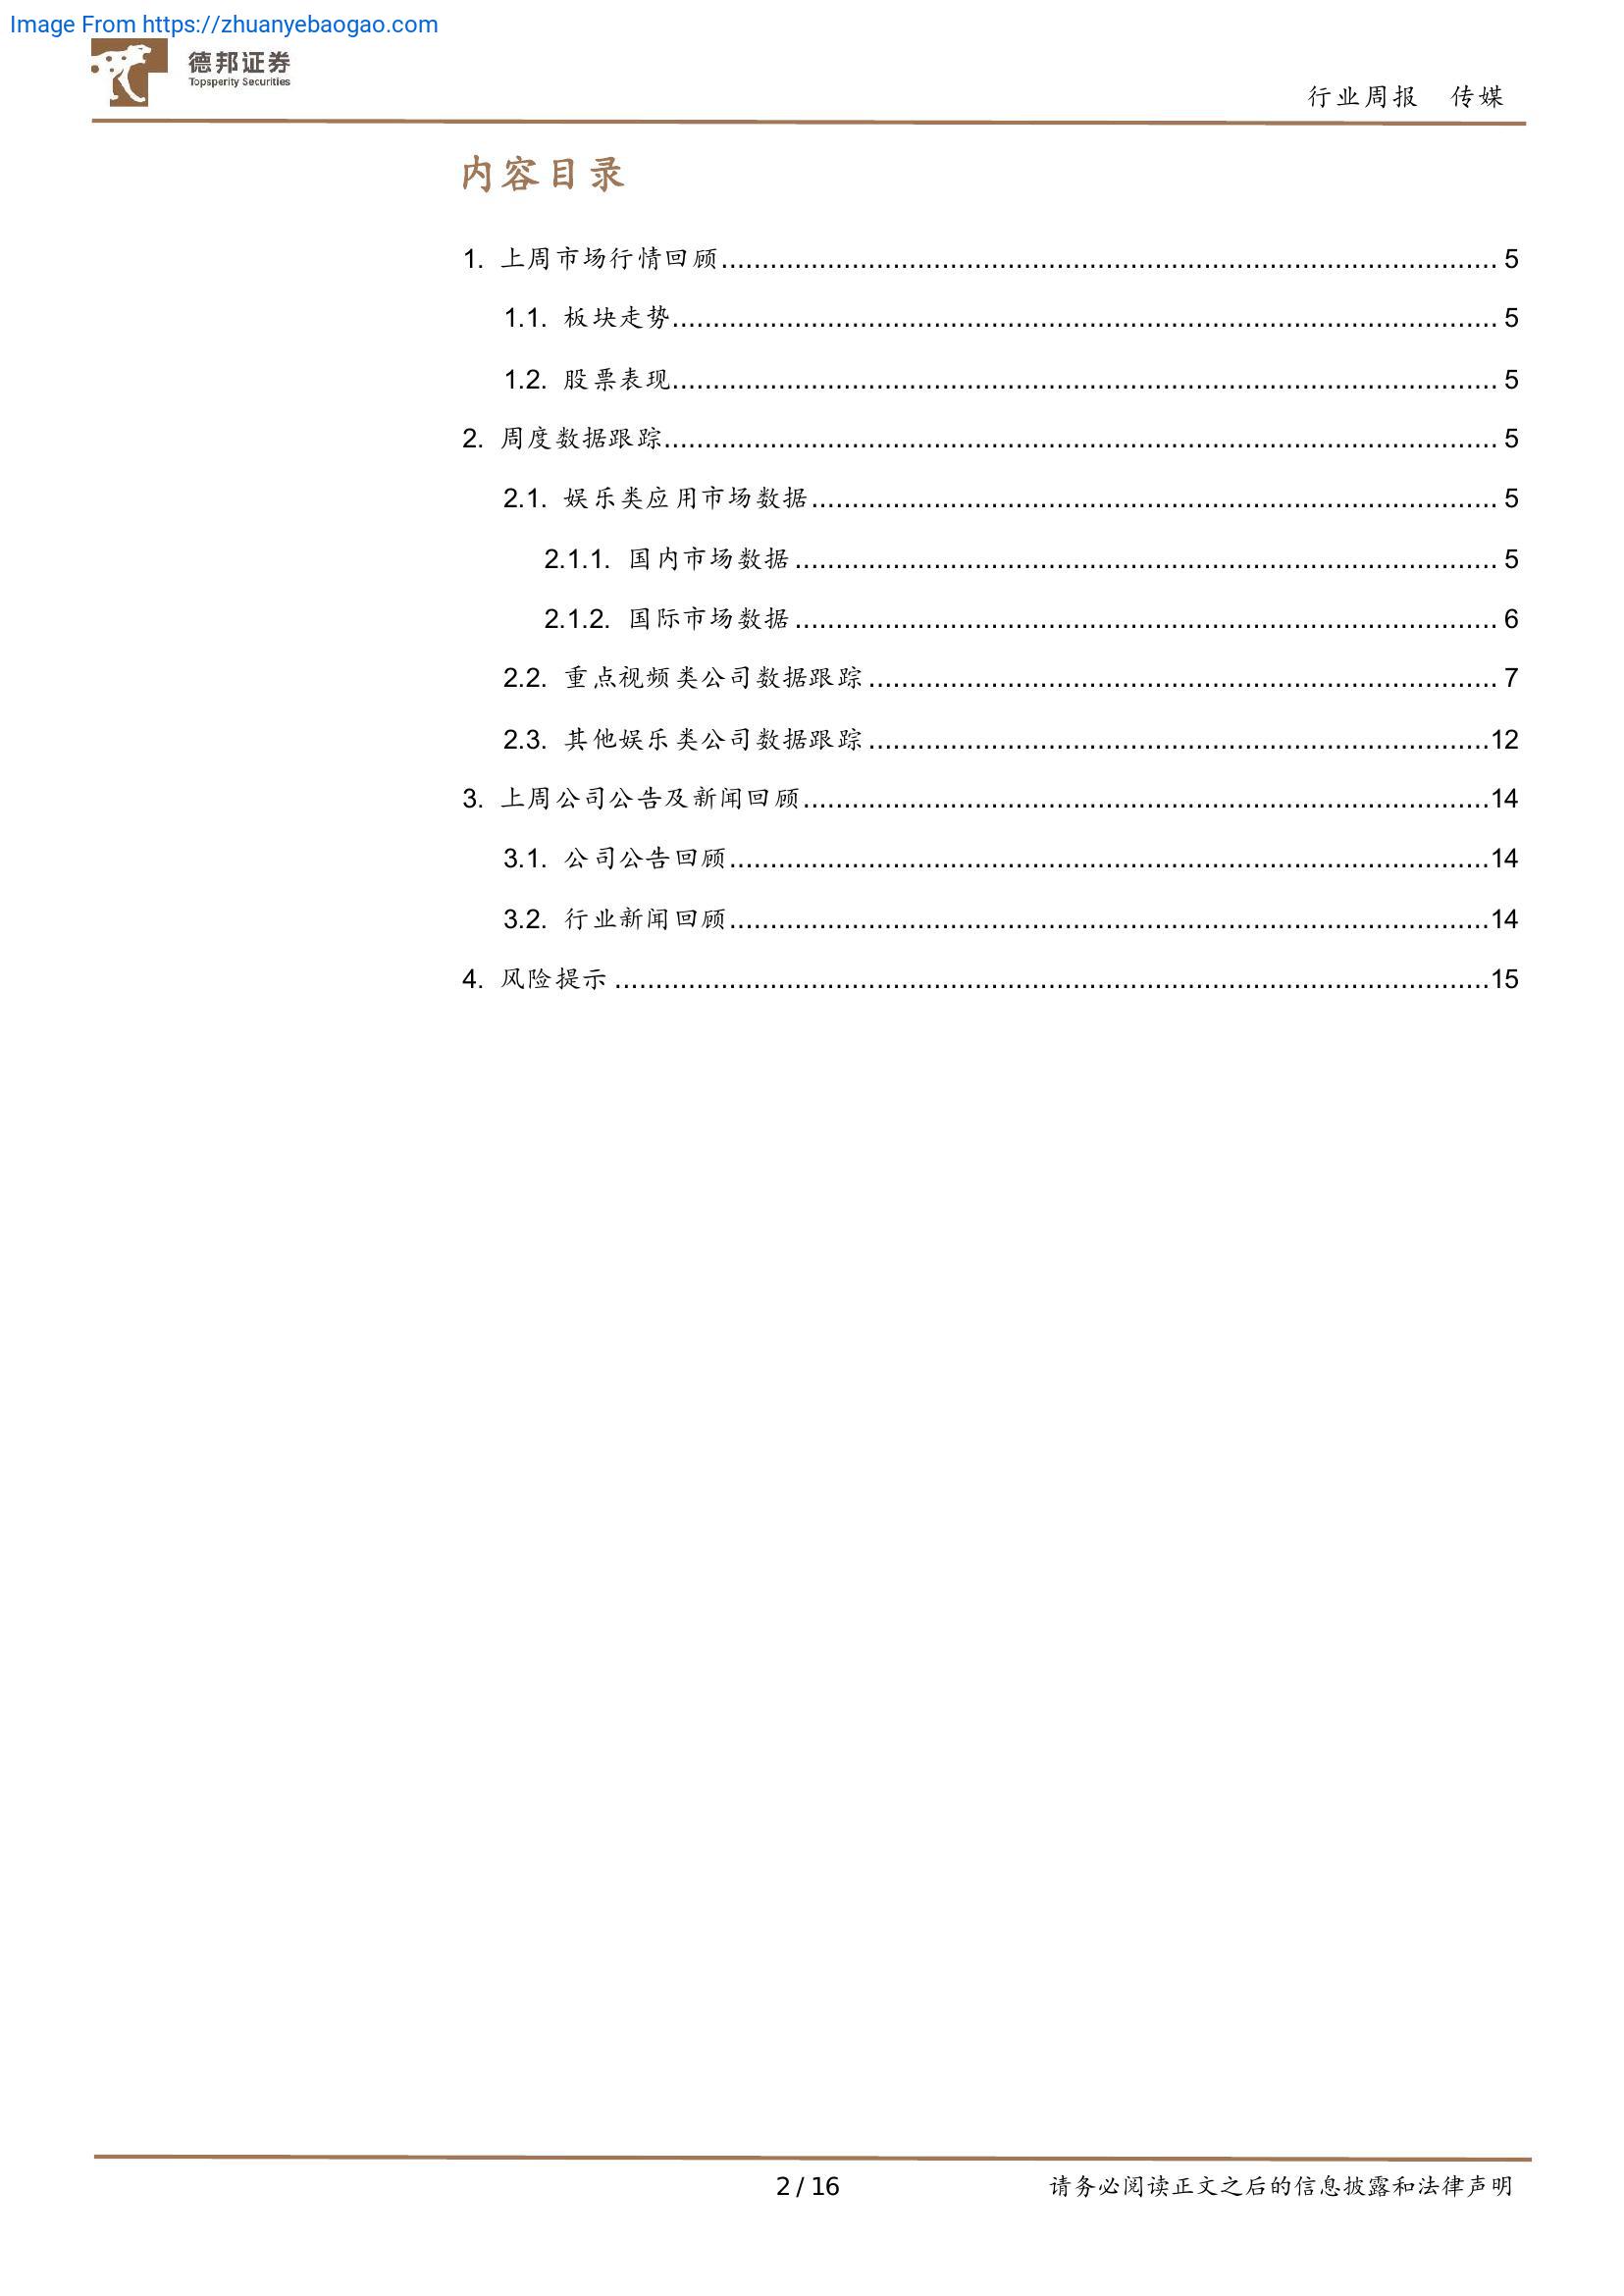 Image From https://zhuanyebaogao.com
德邦证券
Topsperity Securities
行业周报 传媒
内容目录
1. 上周市场行情回顾 5
1.1. 板块走势 5
1.2. 股票表现 5
2. 周度数据跟踪 5
2.1. 娱乐类应用市场数据 5
2.1.1. 国内市场数据 5
2.1.2. 国际市场数据 6
2.2. 重点视频类公司数据跟踪 7
2.3. 其他娱乐类公司数据跟踪 12
3. 上周公司公告及新闻回顾 14
3.1. 公司公告回顾 14
3.2. 行业新闻回顾 14
4. 风险提示 15
2 / 16
请务必阅读正文之后的信息披露和法律声明